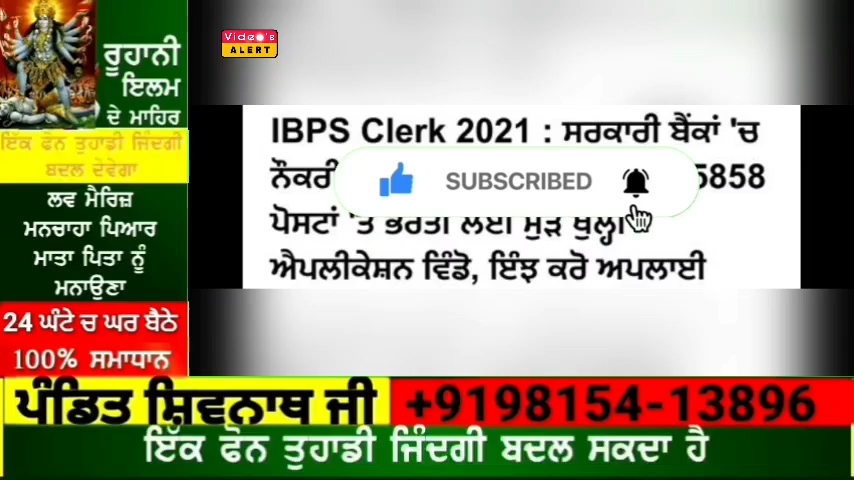 ਰੂਹਾਨੀ
ਇਲਮ
ਦੇ ਮਾਹਿਰ
ਇੱਕ ਫੋਨ ਤੁਹਾਡੀ ਜਿੰਦਗੀ
ਬਦਲ ਦੇਵੇਗਾ
ਲਵ ਮੈਰਿਜ਼
ਮਨਚਾਹਾ ਪਿਆਰ
ਮਾਤਾ ਪਿਤਾ ਨੂੰ
ਮਨਾਉਣਾ
24 ਘੰਟੇ ਚ ਘਰ ਬੈਠੇ
100% ਸਮਾਧਾਨ
Video's
ALERT
IBPS Clerk 2021 : ਸਰਕਾਰੀ ਬੈਂਕਾਂ 'ਚ
5858
SUBSCRIBED
ਪੋਸਟਾਂ 'ਤੇ ਭਰਤੀ ਲਈ ਮੁੜ ਖੁੱਲ੍ਹੀ
ਐਪਲੀਕੇਸ਼ਨ ਵਿੰਡੋ, ਇੰਝ ਕਰੋ ਅਪਲਾਈ
ਪੰਡਿਤ ਸ਼ਿਵਨਾਥ ਜੀ +9198154-13896
ਇੱਕ ਫੋਨ ਤੁਹਾਡੀ ਜਿੰਦਗੀ ਬਦਲ ਸਕਦਾ ਹੈ